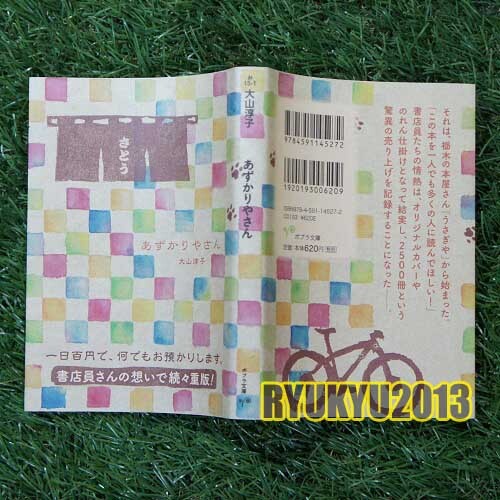 さとう
あずかりやさん
大山淳子
一日百円で、何でもお預かりします。
書店員さんの想いで続々重版!
大山淳子
あずかりやさん
ポプラ文庫
9784591145272
1920193006209
ISBN978-4-591-14527-2
C0193 ¥620E
ポプラ文庫
定価:本体620円(税別)
それは、栃木の本屋さん「うさぎや」から始まった。
「この本を一人でも多くの人に読んでほしい!」
書店員たちの情熱は、オリジナルカバーや
のれん仕掛けとなって結実し、2500冊という
驚異の売り上げを記録することになった――。
RYUKYU2013